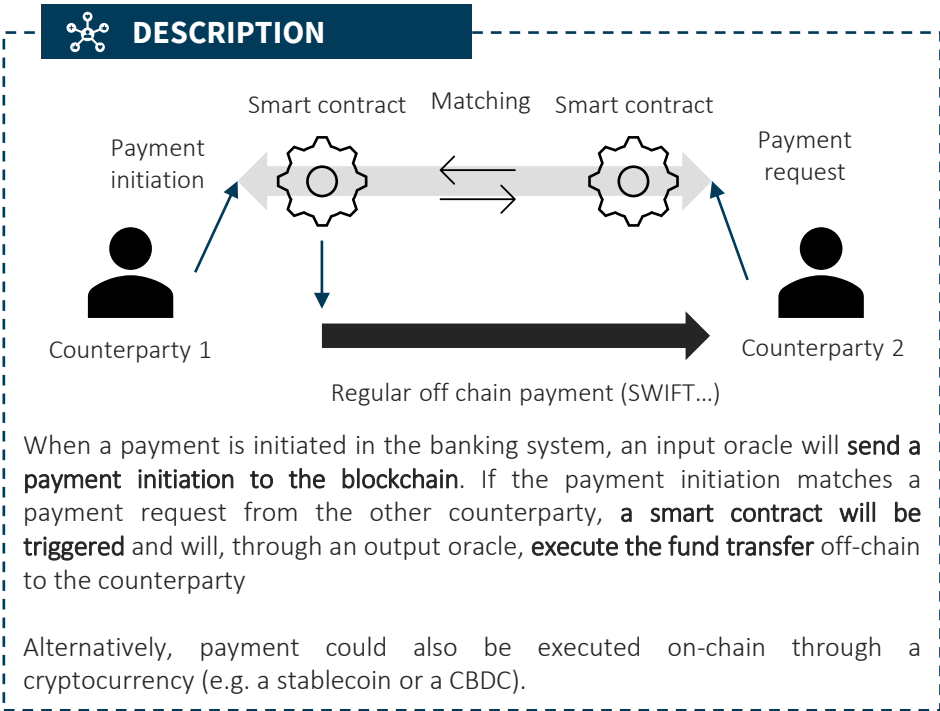 DESCRIPTION
Smart contract
Matching
Smart contract
Payment
initiation
Payment
request
Counterparty 1
Counterparty 2
Regular off chain payment (SWIFT...)
When a payment is initiated in the banking system, an input oracle will send a
payment initiation to the blockchain. If the payment initiation matches a
payment request from the other counterparty, a smart contract will be
triggered and will, through an output oracle, execute the fund transfer off-chain
to the counterparty
Alternatively, payment could also be executed on-chain through a
cryptocurrency (e.g. a stablecoin or a CBDC).